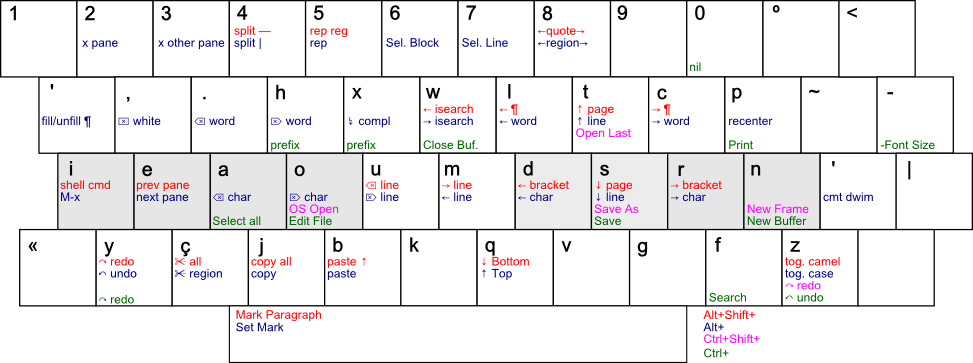 1 2 3 4 5 6 7 8 9 0 º <
split — rep reg ←quote→
x pane x other pane split | rep Sel. Block Sel. Line ←region→
nil
' , . h x w l t c p ~ -
← isearch ← ¶ ↑ page → ¶
fill/unfill ¶ ⌦ white ⌫ word ⌦ word ↯ compl → isearch ← word ↑ line → word recenter
Open Last
prefix prefix Close Buf. Print -Font Size
i e a o u m d s r n ' |
shell cmd prev pane ⌫ line → line ← bracket ↓ page → bracket
M-x next pane ⌫ char ⌦ char ⌦ line ← line ← char ↓ line → char cmt dwim
OS Open Save As New Frame
Select all Edit File Save New Buffer
« y ç j b k q v g f z
↷ redo ✂ all copy all paste ↑ ↓ Bottom tog. camel
↶ undo ✂ region copy paste ↑ Top tog. case
↷ redo
↷ redo Search ↶ undo
Mark Paragraph Alt+Shift+
Set Mark Alt+
Ctrl+Shift+
Ctrl+